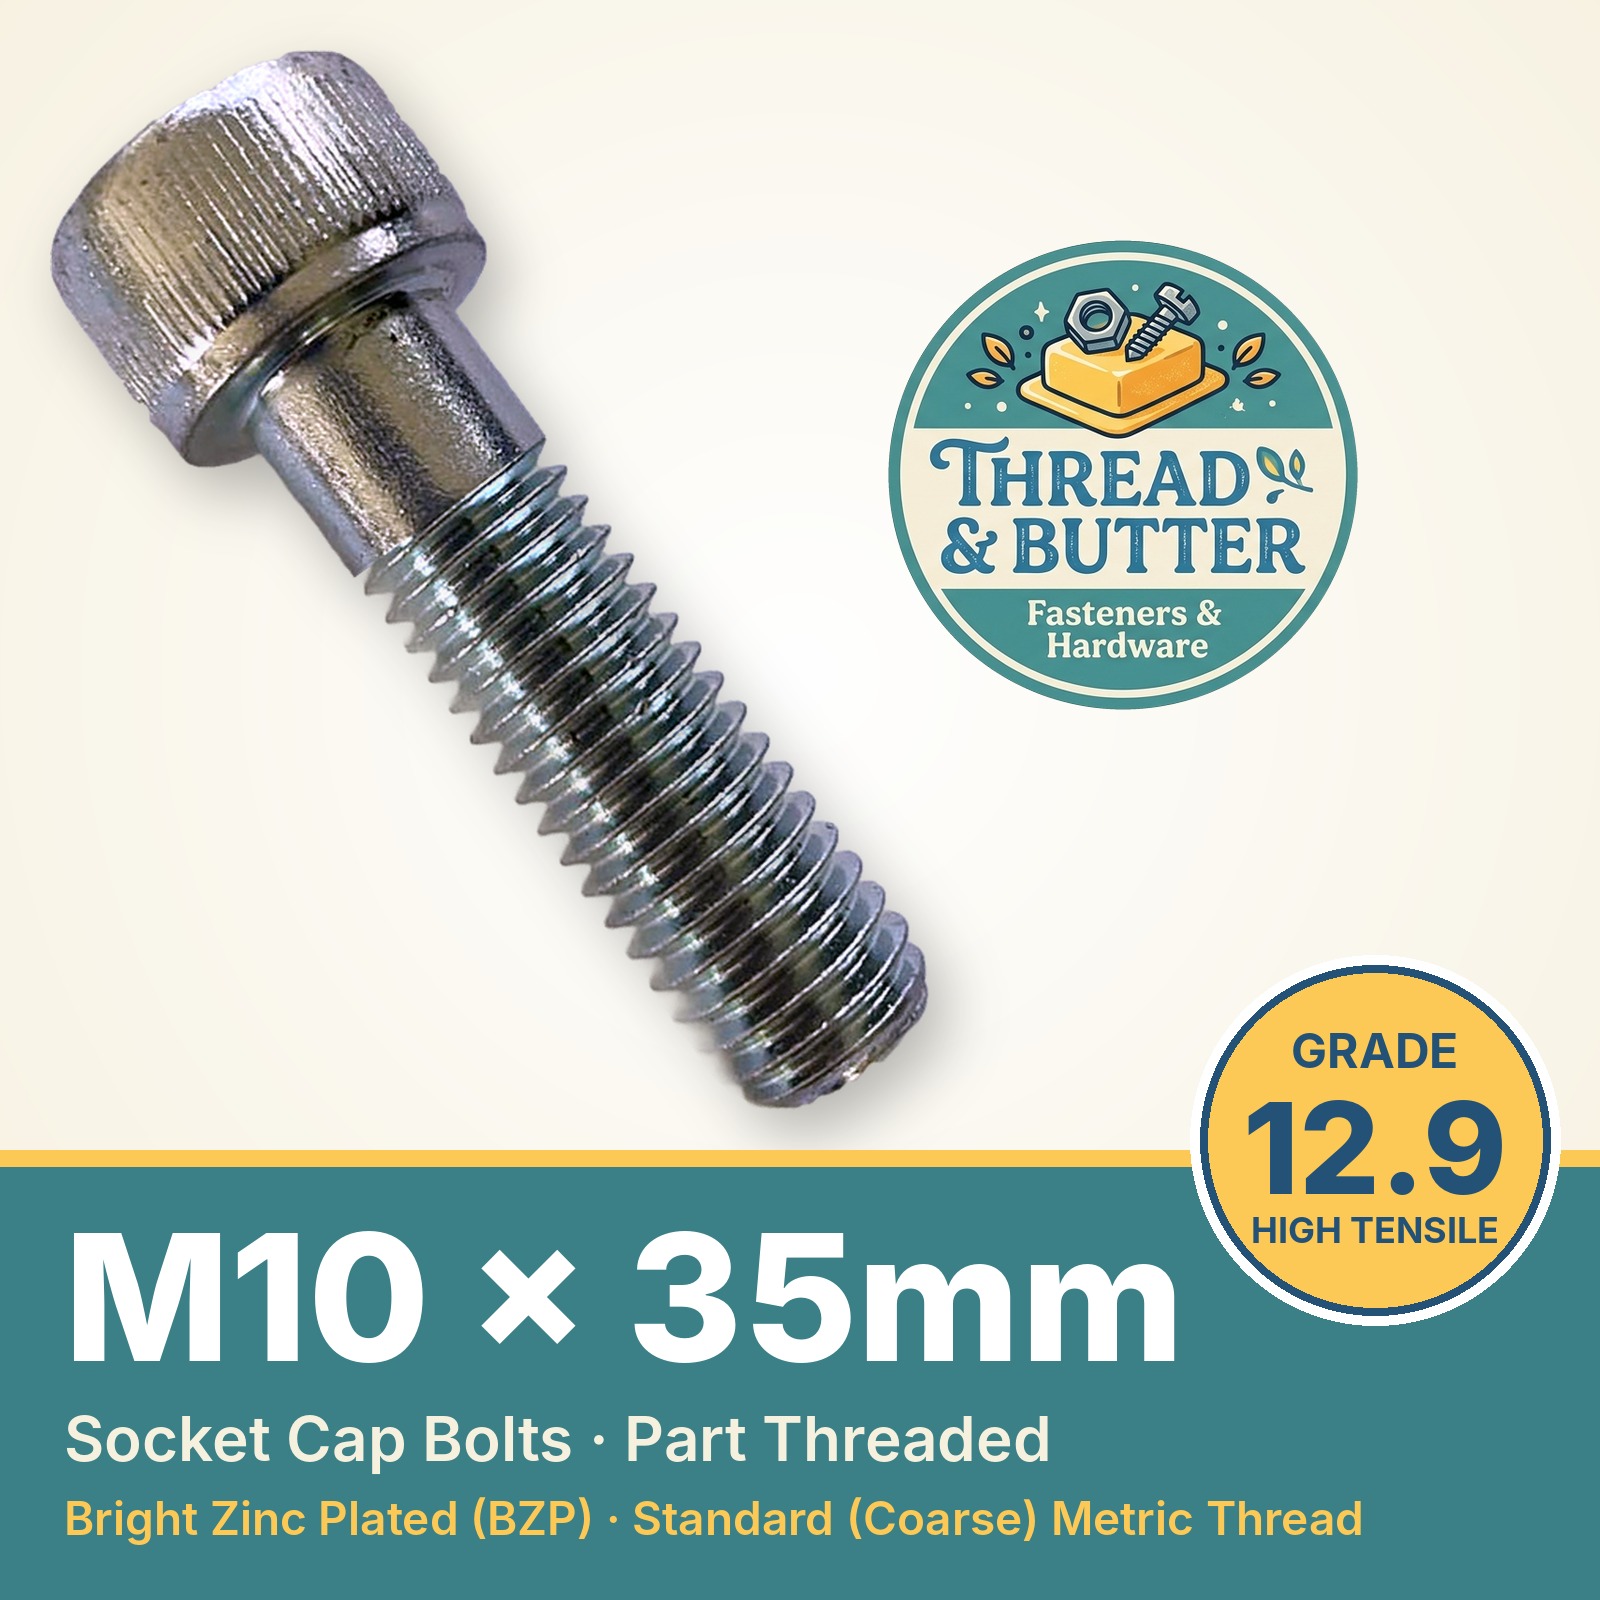 THREAD
& BUTTER
Fasteners &
Hardware
GRADE
12.9
HIGH TENSILE
M10 × 35mm
Socket Cap Bolts · Part Threaded
Bright Zinc Plated (BZP) · Standard (Coarse) Metric Thread